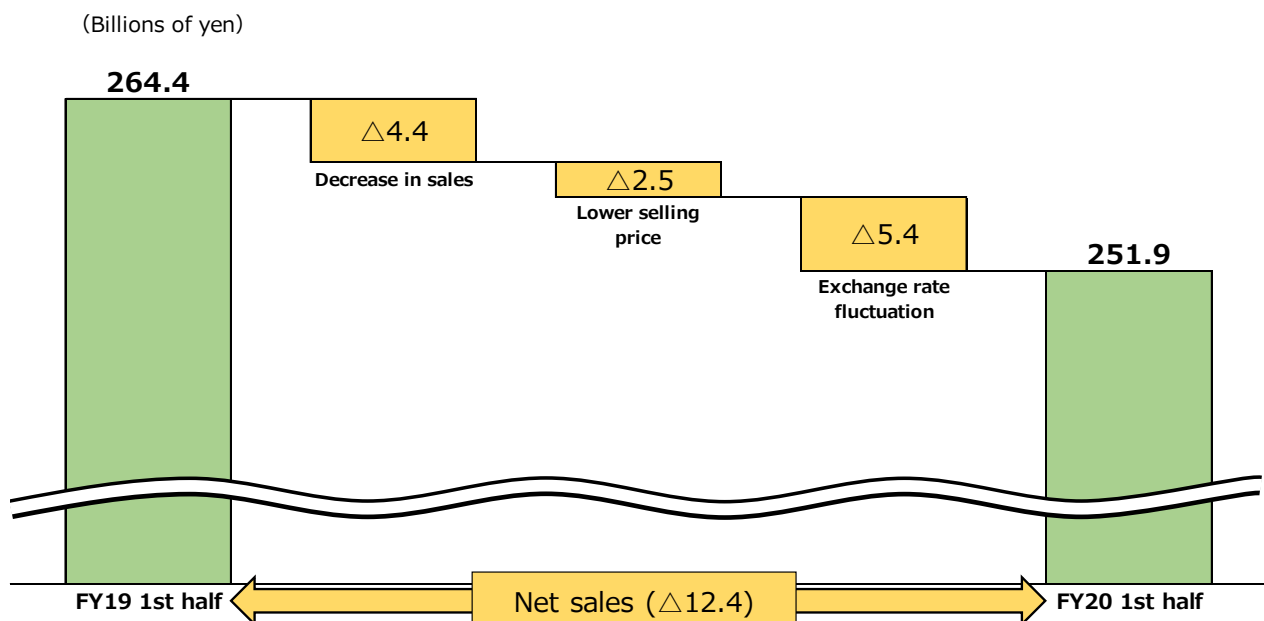 (Billions of yen)
264.4
△4.4
Decrease in sales
△2.5
Lower selling
price
△5.4
Exchange rate
fluctuation
251.9
FY19 1st half
Net sales (△12.4)
FY20 1st half